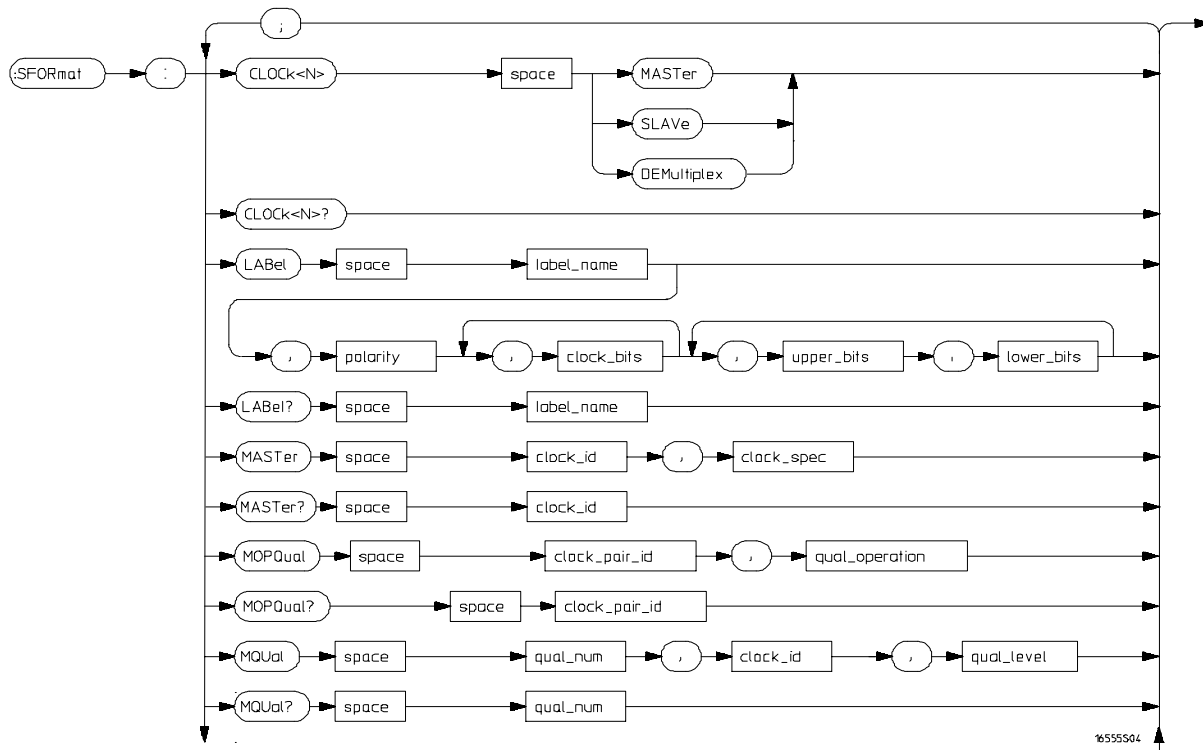 ;
:SFORmat : CLOCk<N> space MASTer
SLAVe
DEMultiplex
CLOCk<N>?
LABel space label_name
, polarity , clock_bits , upper_bits , lower_bits
LABel? space label_name
MASTer space clock_id , clock_spec
MASTer? space clock_id
MOPQual space clock_pair_id , qual_operation
MOPQual? space clock_pair_id
MQUal space qual_num , clock_id , qual_level
MQUal? space qual_num
16555S04